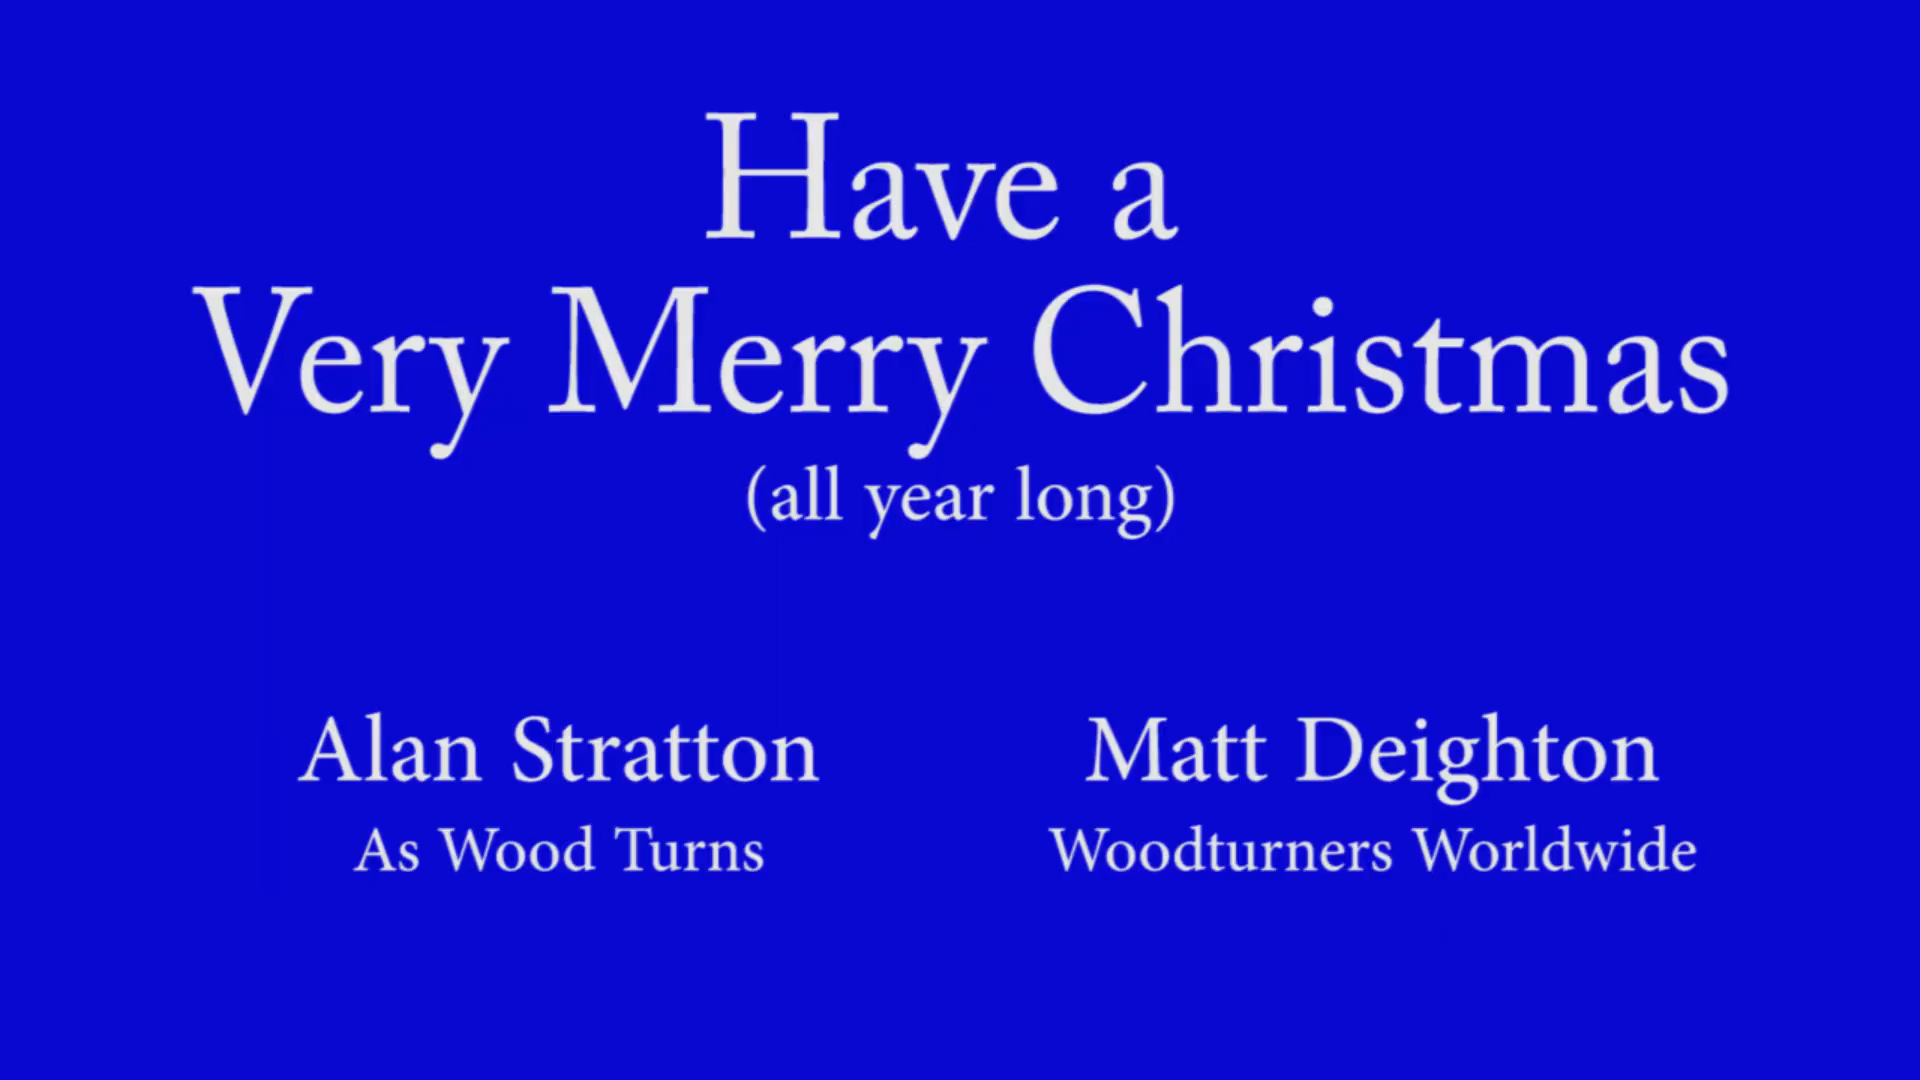 Have a
Very Merry Christmas
(all year long)
Alan Stratton
As Wood Turns
Matt Deighton
Woodturners Worldwide